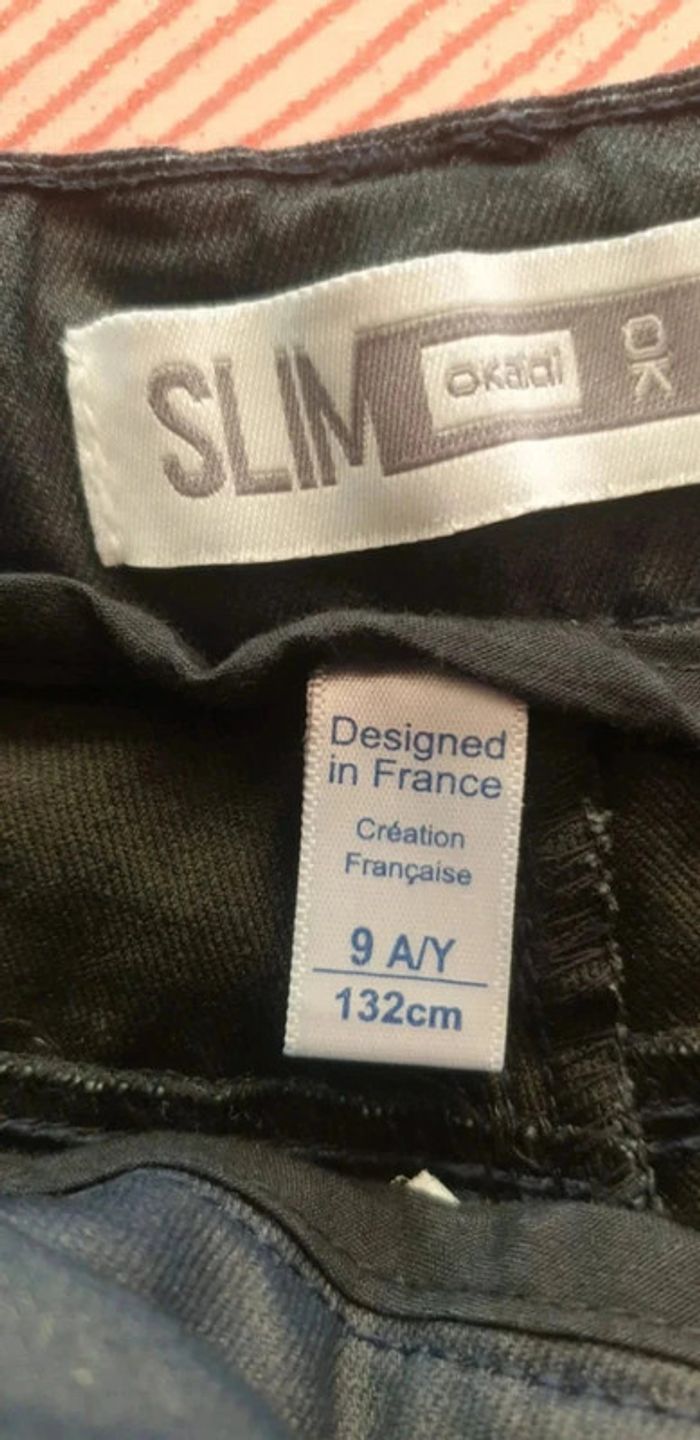 SLIM okaïdi OK
Designed
in France
Création
Française
9 A/Y
132cm